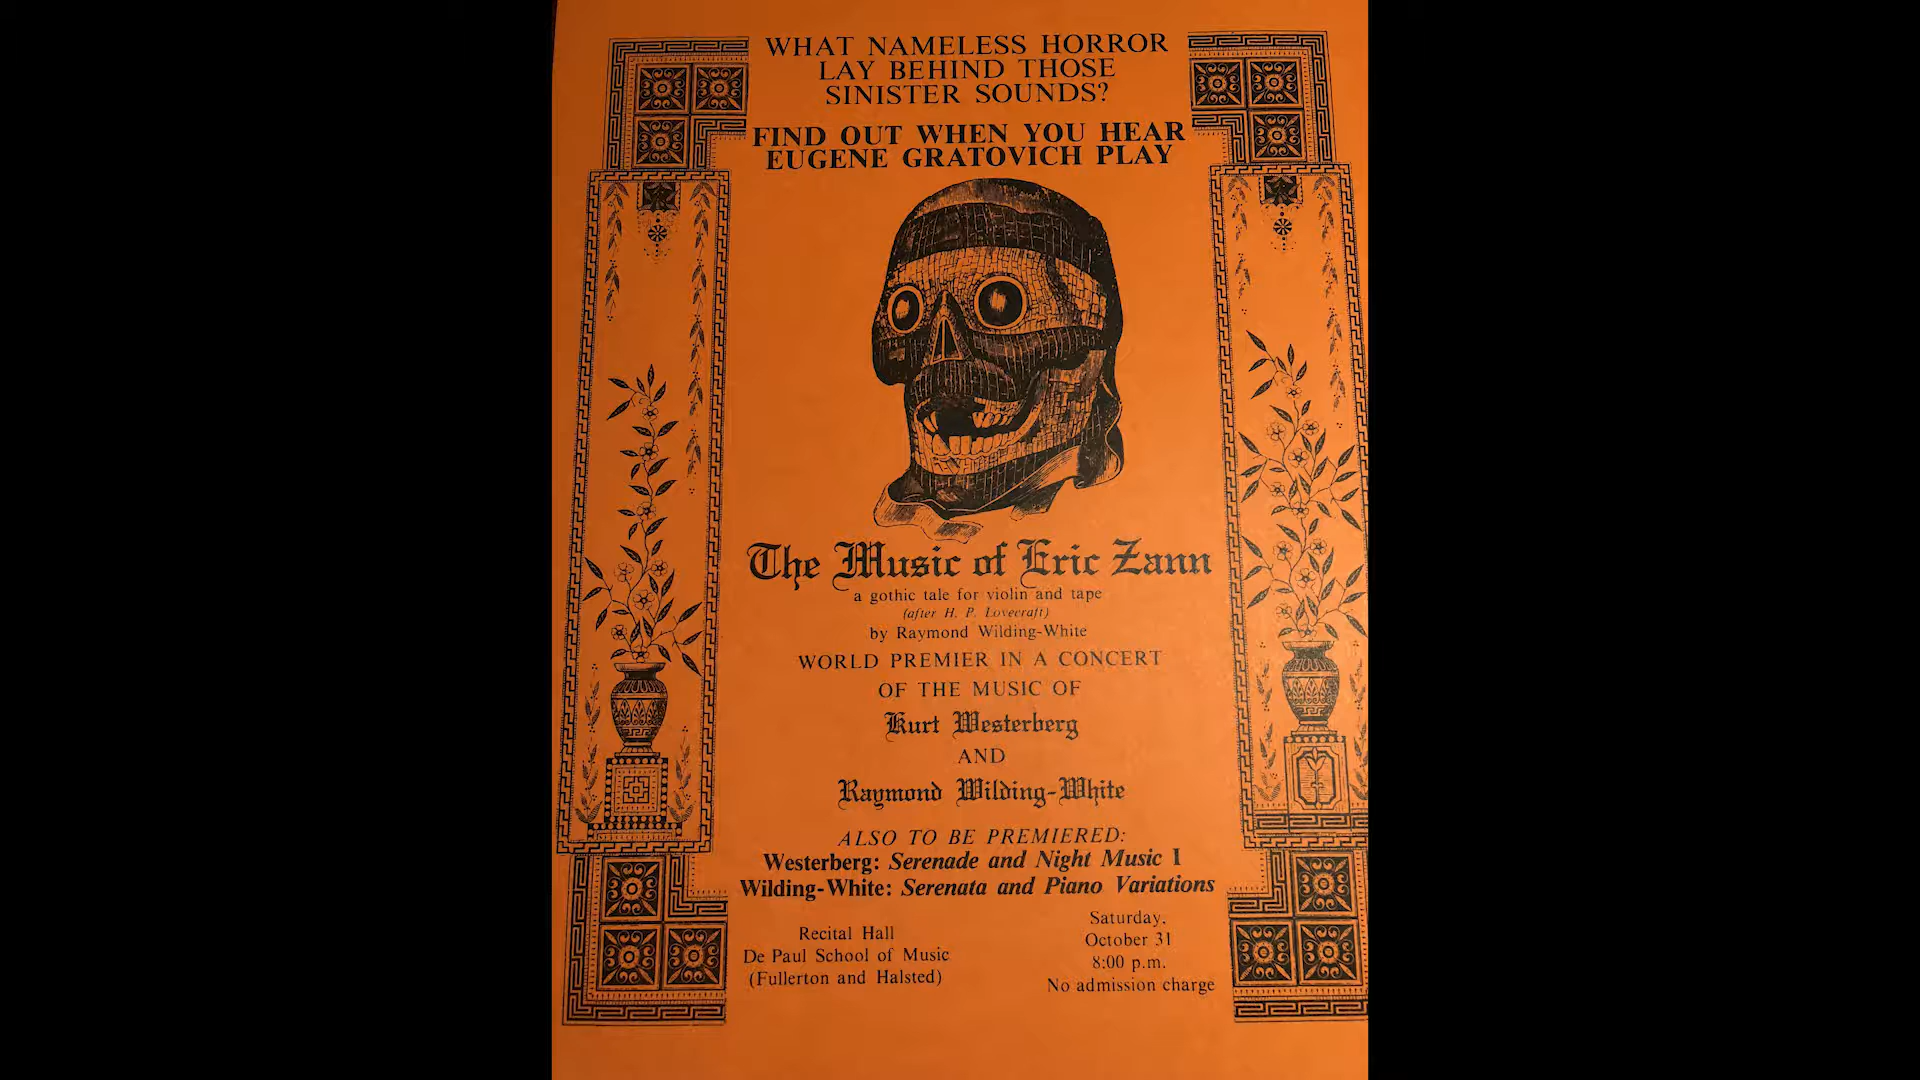 WHAT NAMELESS HORROR
LAY BEHIND THOSE
SINISTER SOUNDS?
FIND OUT WHEN YOU HEAR
EUGENE GRATOVICH PLAY
The Music of Eric Zann
a gothic tale for violin and tape
(after H. P. Lovecraft)
by Raymond Wilding-White
WORLD PREMIER IN A CONCERT
OF THE MUSIC OF
Kurt Westerberg
AND
Raymond Wilding-White
ALSO TO BE PREMIERED:
Westerberg: Serenade and Night Music I
Wilding-White: Serenata and Piano Variations
Recital Hall
De Paul School of Music
(Fullerton and Halsted)
Saturday,
October 31
8:00 p.m.
No admission charge